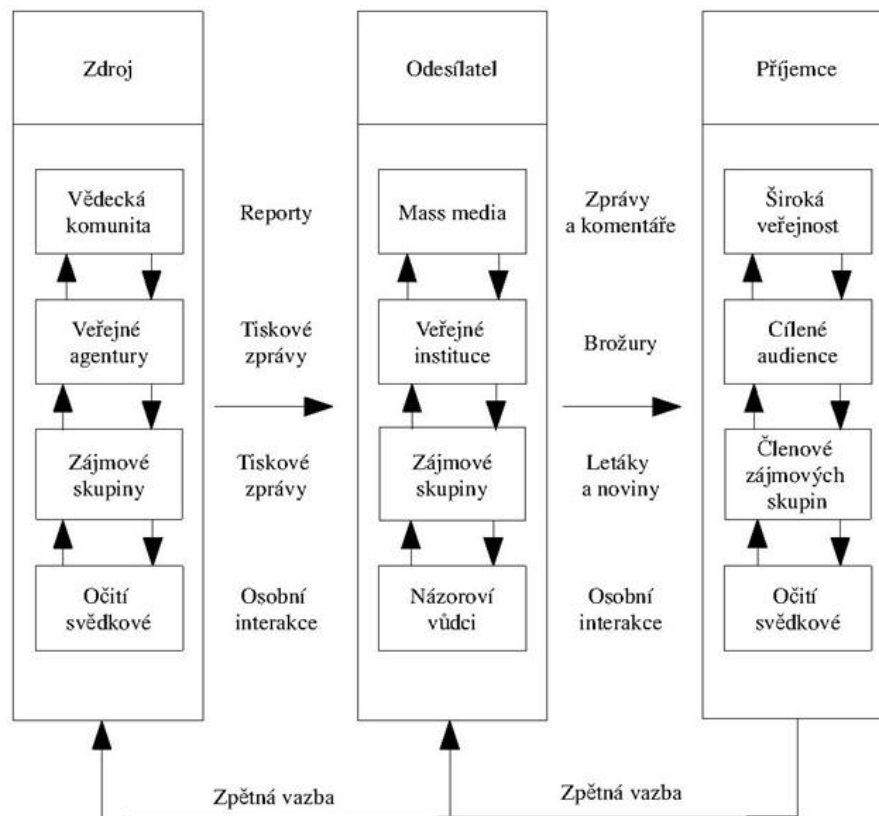 Zdroj
Odesílatel
Příjemce
Vědecká
komunita
Reporty
Mass media
Zprávy
a komentáře
Široká
veřejnost
Veřejné
agentury
Tiskové
zprávy
Veřejné
instituce
Brožury
Cílené
audience
Zájmové
skupiny
Tiskové
zprávy
Zájmové
skupiny
Letáky
a noviny
Členové
zájmových
skupin
Očití
svědkové
Osobní
interakce
Názoroví
vůdci
Osobní
interakce
Očití
svědkové
Zpětná vazba
Zpětná vazba